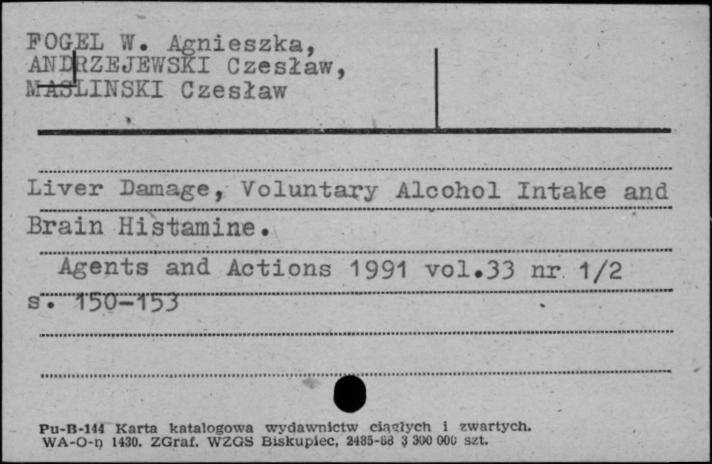 FOGEL W. Agnieszka,
ANDRZEJEWSKI Czesław,
MASLINSKI Czesław
Liver Damage, Voluntary Alcohol Intake and
Brain Histamine.
Agents and Actions 1991 vol.33 nr 1/2
s. 150-153
Pu-B-144 Karta katalogowa wydawnictw ciągłych i zwartych.
WA-O-n 1430. ZGraf. WZGS Biskupiec, 2485-88 3 300 000 szt.